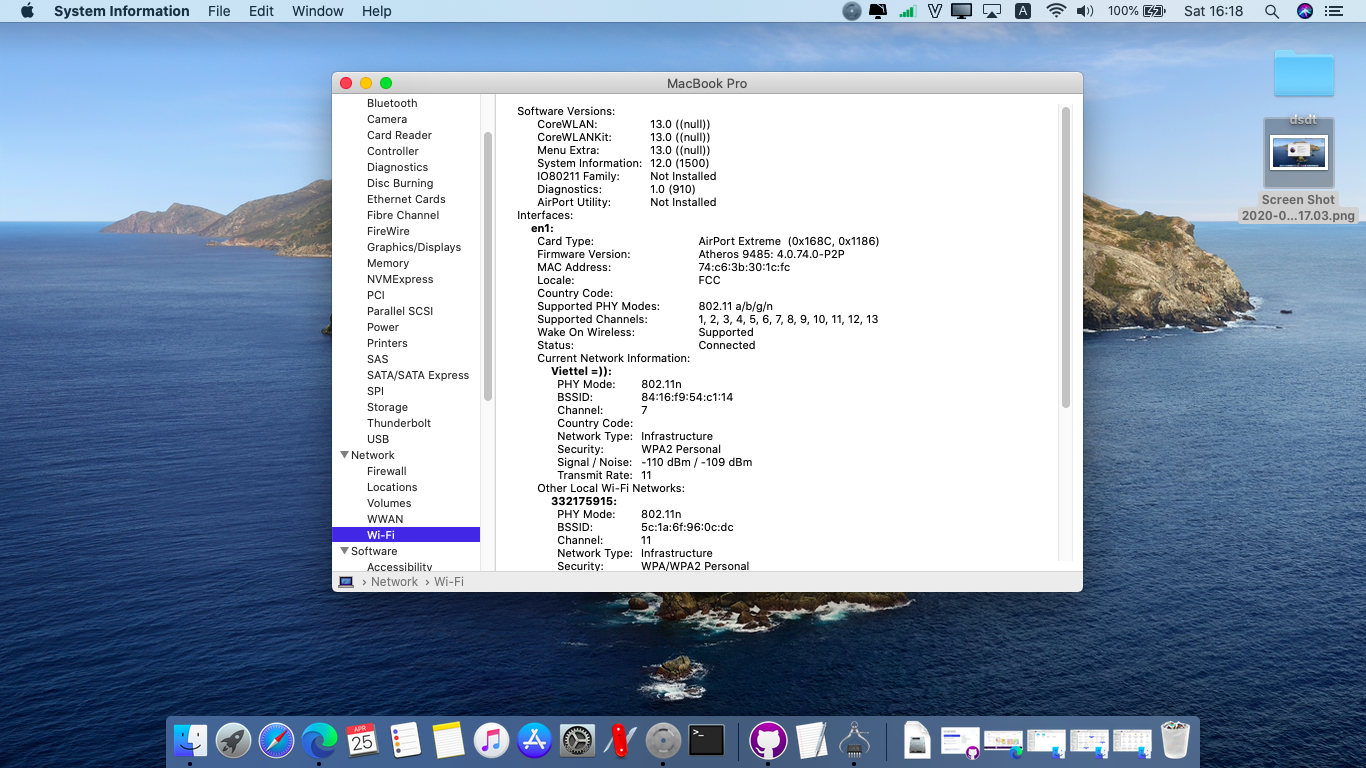 System Information File Edit Window Help 100% Sat 16:18
MacBook Pro
Bluetooth
Camera
Card Reader
Controller
Diagnostics
Disc Burning
Ethernet Cards
Fibre Channel
FireWire
Graphics/Displays
Memory
NVMExpress
PCI
Parallel SCSI
Power
Printers
SAS
SATA/SATA Express
SPI
Storage
Thunderbolt
USB
Network
Firewall
Locations
Volumes
WWAN
Wi-Fi
Software
Accessibility
Software Versions:
CoreWLAN: 13.0 ((null))
CoreWLANKit: 13.0 ((null))
Menu Extra: 13.0 ((null))
System Information: 12.0 (1500)
IO80211 Family: Not Installed
Diagnostics: 1.0 (910)
AirPort Utility: Not Installed
Interfaces:
en1:
Card Type: AirPort Extreme (0x168C, 0x1186)
Firmware Version: Atheros 9485: 4.0.74.0-P2P
MAC Address: 74:c6:3b:30:1c:fc
Locale: FCC
Country Code:
Supported PHY Modes: 802.11 a/b/g/n
Supported Channels: 1, 2, 3, 4, 5, 6, 7, 8, 9, 10, 11, 12, 13
Wake On Wireless: Supported
Status: Connected
Current Network Information:
Viettel =)):
PHY Mode: 802.11n
BSSID: 84:16:f9:54:c1:14
Channel: 7
Country Code:
Network Type: Infrastructure
Security: WPA2 Personal
Signal / Noise: -110 dBm / -109 dBm
Transmit Rate: 11
Other Local Wi-Fi Networks:
332175915:
PHY Mode: 802.11n
BSSID: 5c:1a:6f:96:0c:dc
Channel: 11
Network Type: Infrastructure
Security: WPA/WPA2 Personal
› Network › Wi-Fi
dsdt
Screen Shot
2020-0...17.03.png
APR
25